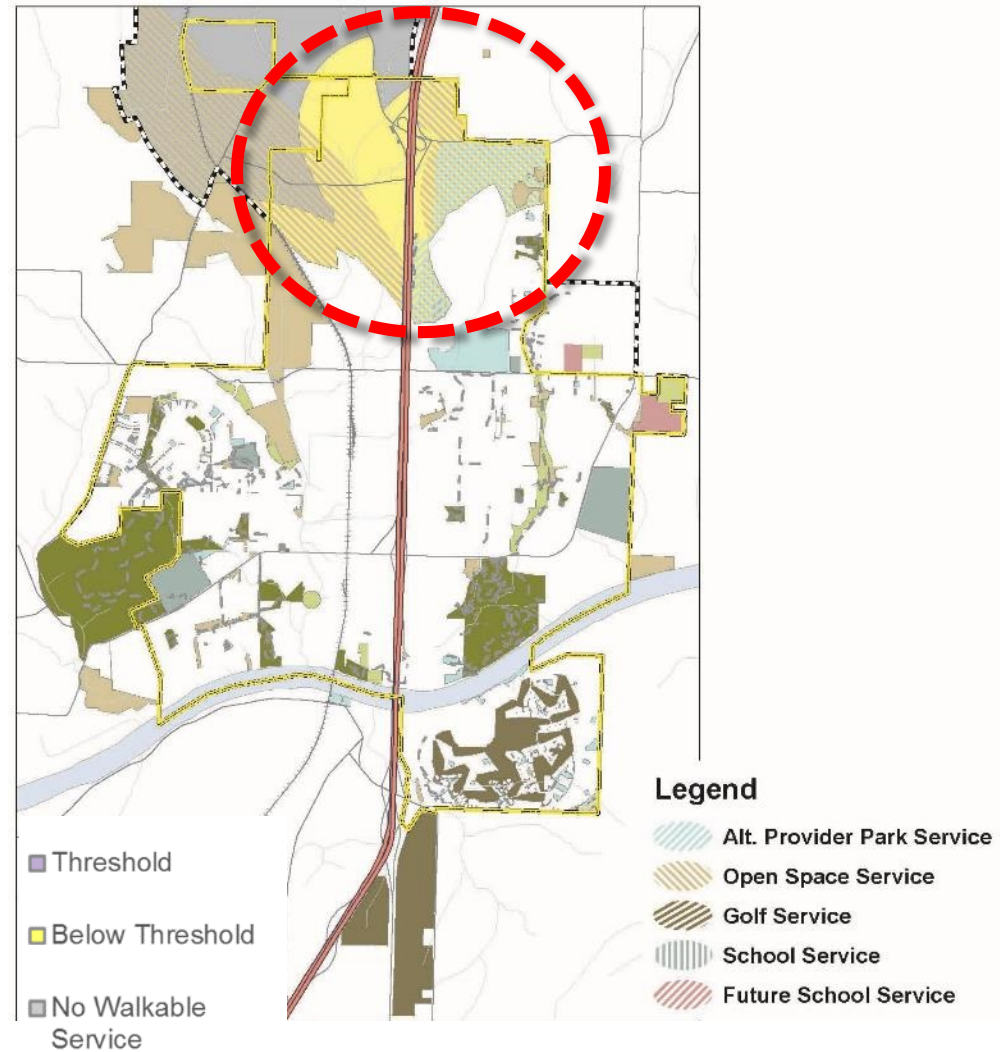 Threshold
Below Threshold
No Walkable
Service
Legend
Alt. Provider Park Service
Open Space Service
Golf Service
School Service
Future School Service